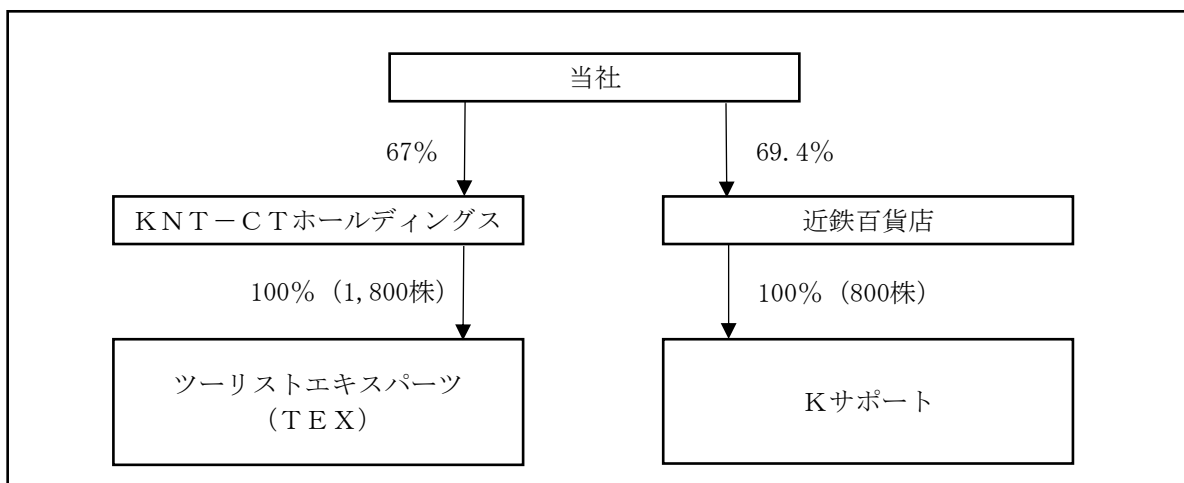 当社
67％
69.4％
ＫＮＴ－ＣＴホールディングス
近鉄百貨店
100％（1,800株）
100％（800株）
ツーリストエキスパーツ
（ＴＥＸ）
Ｋサポート